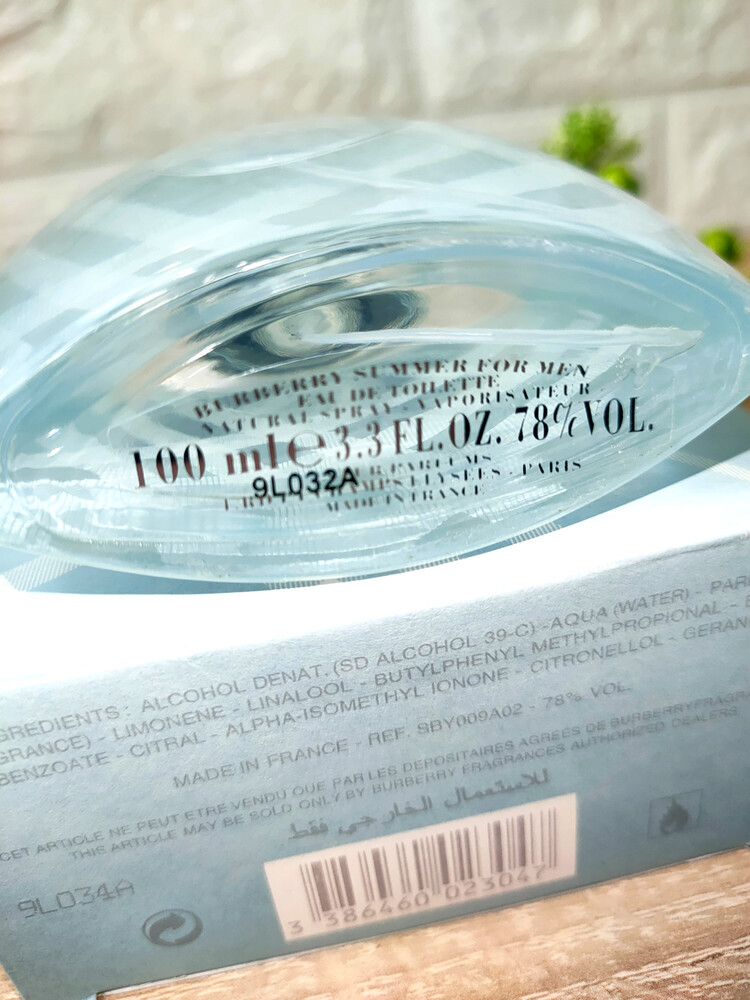 BURBERRY SUMMER FOR MEN
EAU DE TOILETTE
NATURAL SPRAY - VAPORISATEUR
100 ml e 3.3 FL.OZ. 78% VOL.
PARFUMS
9L032A
ELYSÉES - PARIS
MADE IN FRANCE
GREDIENTS : ALCOHOL DENAT. (SD ALCOHOL 39-C) - AQUA (WATER) - PAR
GRANCE) - LIMONENE - LINALOOL - BUTYLPHENYL METHYLPROPIONAL - B
BENZOATE - CITRAL - ALPHA-ISOMETHYL IONONE - CITRONELLOL - GERAN
MADE IN FRANCE - REF. SBY009A02 - 78% VOL.
CET ARTICLE NE PEUT ETRE VENDU QUE PAR LES DEPOSITAIRES AGREES DE BURBERRY FRAGR
THIS ARTICLE MAY BE SOLD ONLY BY BURBERRY FRAGRANCES AUTHORIZED DEALERS
للاستعمال الخارجي فقط
9L034A
3 386460 023047